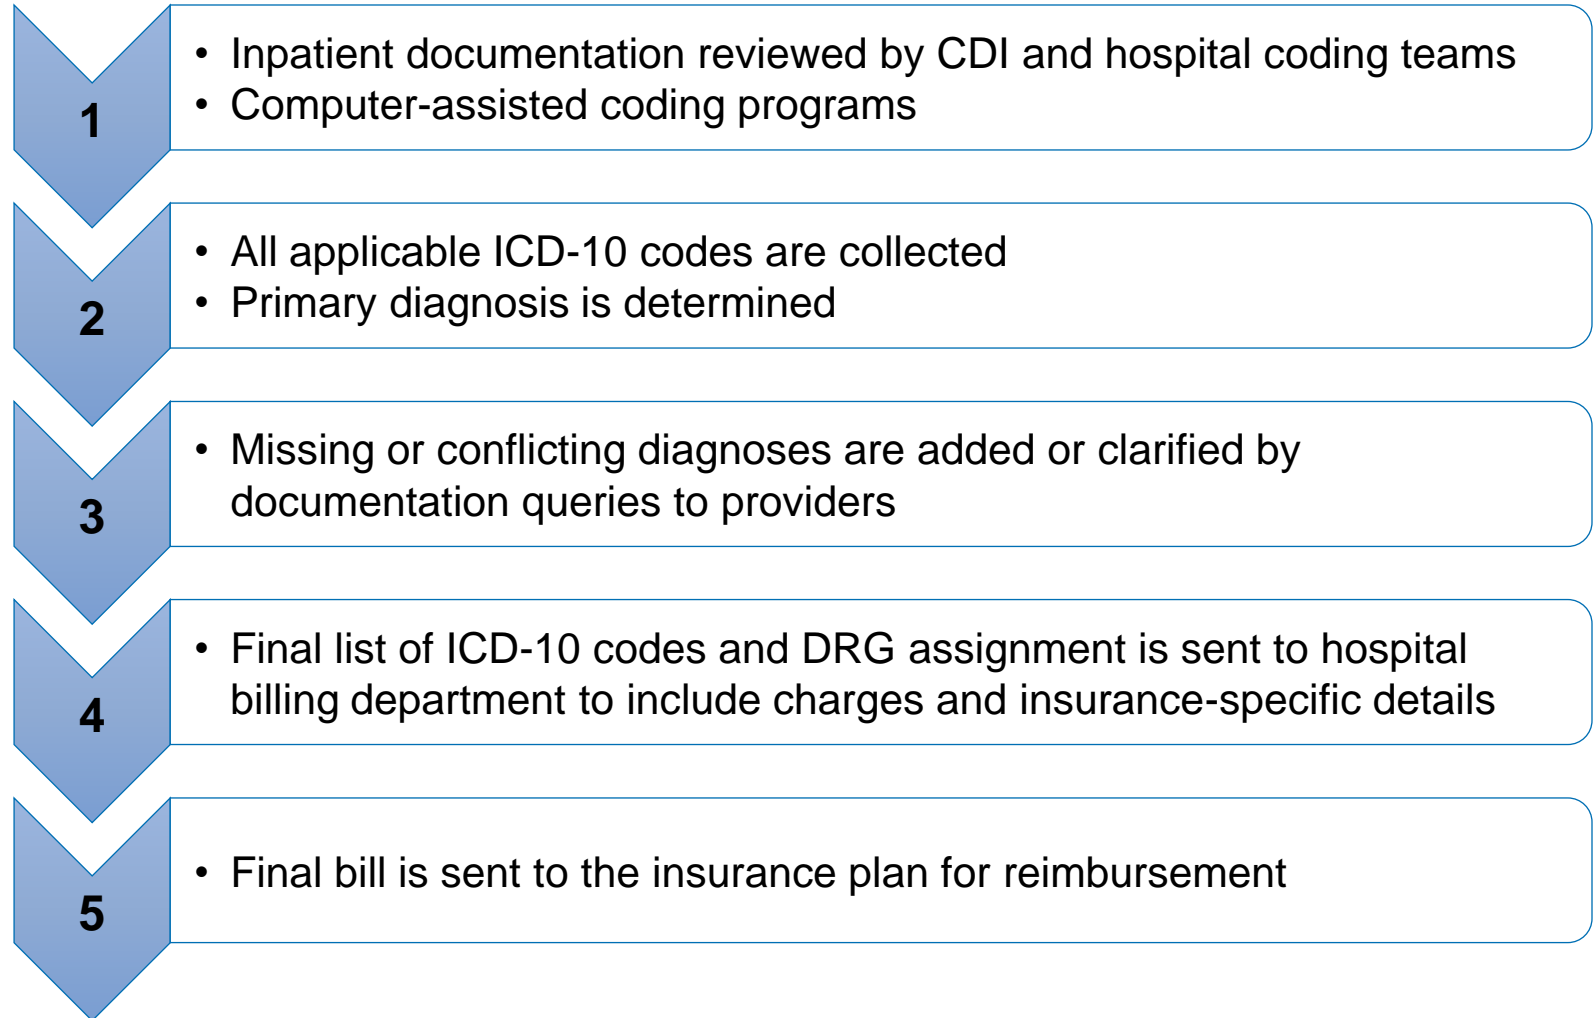 1
• Inpatient documentation reviewed by CDI and hospital coding teams
• Computer-assisted coding programs
2
• All applicable ICD-10 codes are collected
• Primary diagnosis is determined
3
• Missing or conflicting diagnoses are added or clarified by
documentation queries to providers
4
• Final list of ICD-10 codes and DRG assignment is sent to hospital
billing department to include charges and insurance-specific details
5
• Final bill is sent to the insurance plan for reimbursement